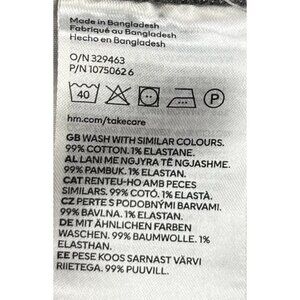 Made in Bangladesh
Fabriqué au Bangladesh
Hecho en Bangladesh
O/N 329463
P/N 1075062 6
40
P
hm.com/takecare
GB WASH WITH SIMILAR COLOURS.
99% COTTON. 1% ELASTANE.
AL LANI ME NGJYRA TË NGJASHME.
99% PAMBUK. 1% ELASTAN.
CAT RENTEU-HO AMB PECES
SIMILARS. 99% COTÓ. 1% ELASTÀ.
CZ PERTE S PODOBNÝMI BARVAMI.
99% BAVLNA. 1% ELASTAN.
DE MIT ÄHNLICHEN FARBEN
WASCHEN. 99% BAUMWOLLE. 1%
ELASTHAN.
EE PESE KOOS SARNAST VÄRVI
RIIETEGA. 99% PUUVILL.